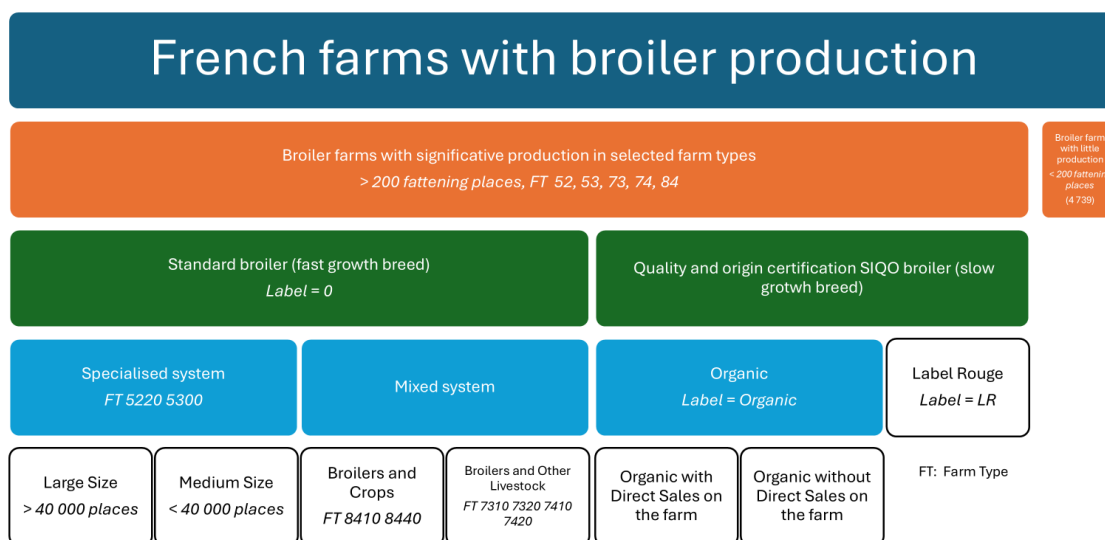 French farms with broiler production
Broiler farms with significative production in selected farm types
> 200 fattening places, FT 52, 53, 73, 74, 84
Broiler farm
with little
production
< 200 fattenin
places
(4 739)
Standard broiler (fast growth breed)
Label = 0
Quality and origin certification SIQO broiler (slow
grotwh breed)
Specialised system
FT 5220 5300
Mixed system
Organic
Label = Organic
Label Rouge
Label = LR
Large Size
> 40 000 places
Medium Size
< 40 000 places
Broilers and
Crops
FT 8410 8440
Broilers and Other
Livestock
FT 7310 7320 7410
7420
Organic with
Direct Sales on
the farm
Organic without
Direct Sales on
the farm
FT: Farm Type